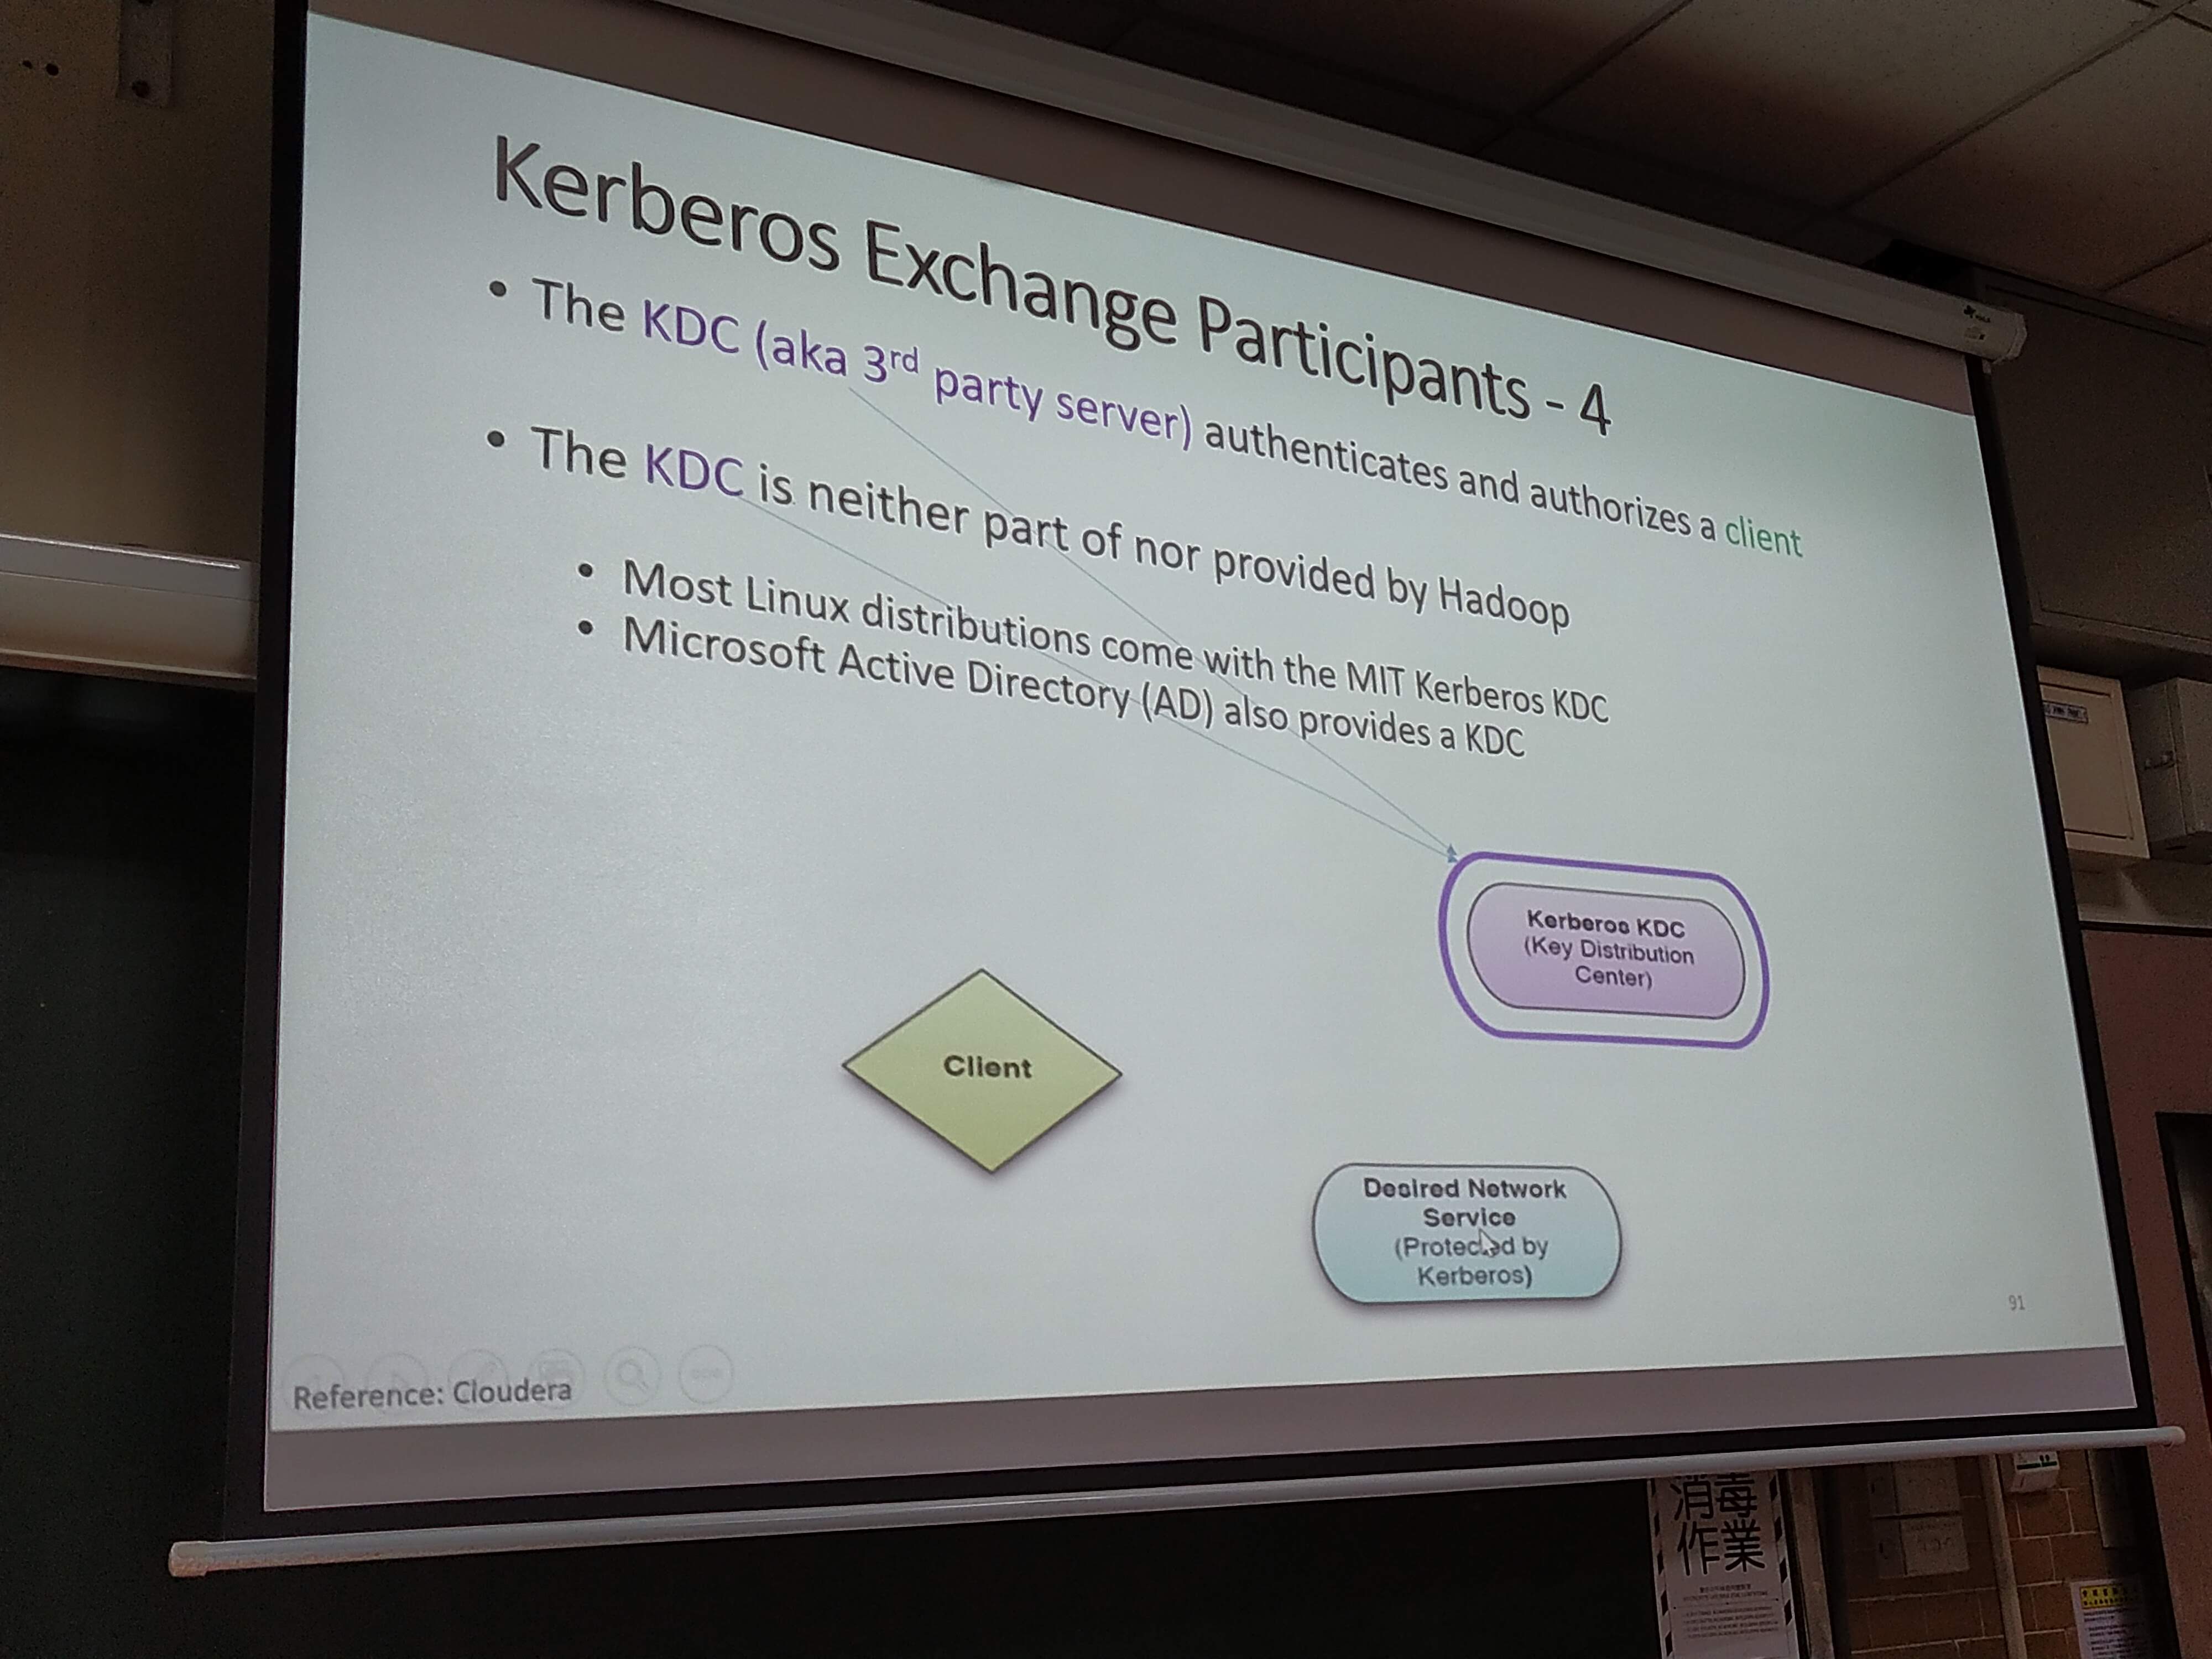 Kerberos Exchange Participants - 4
• The KDC (aka 3rd party server) authenticates and authorizes a client
• The KDC is neither part of nor provided by Hadoop
• Most Linux distributions come with the MIT Kerberos KDC
• Microsoft Active Directory (AD) also provides a KDC
Kerberos KDC
(Key Distribution
Center)
Client
Desired Network
Service
(Protected by
Kerberos)
91
Reference: Cloudera
消毒
作業